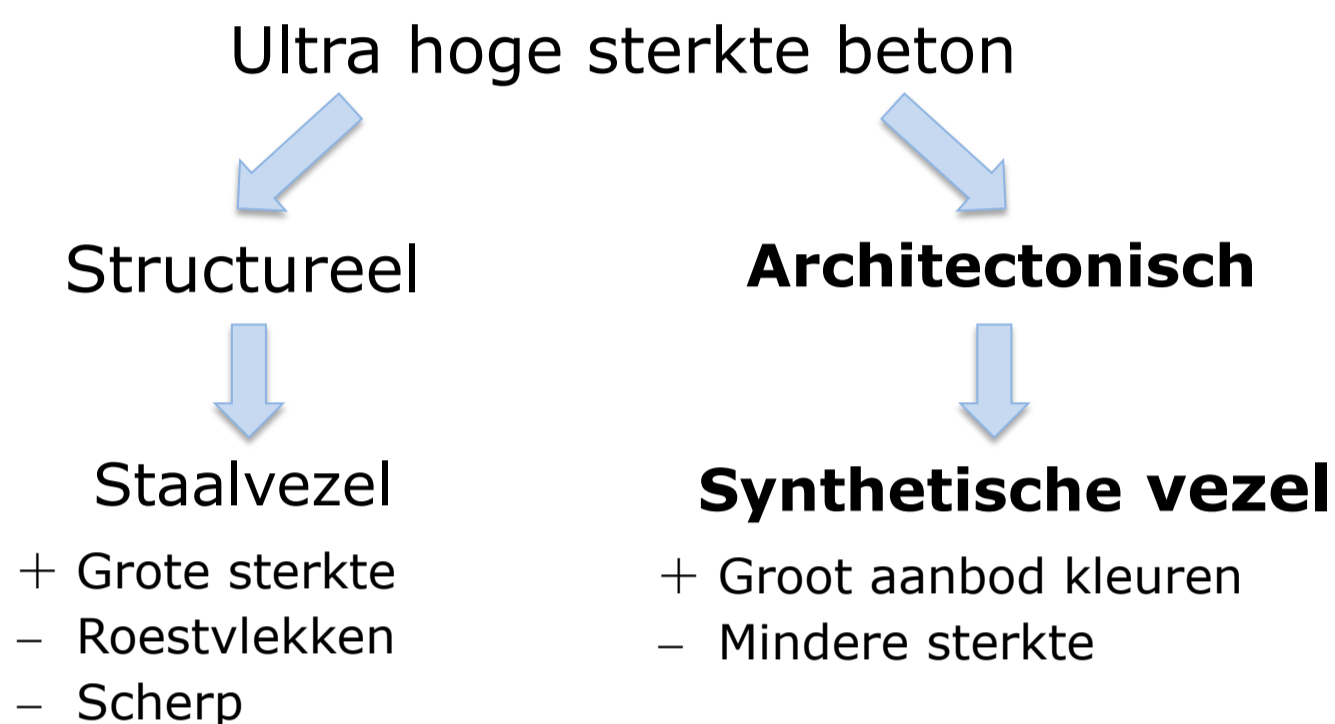 Ultra hoge sterkte beton
Structureel
Architectonisch
Staalvezel
Synthetische vezel
+ Grote sterkte
– Roestvlekken
– Scherp
+ Groot aanbod kleuren
– Mindere sterkte